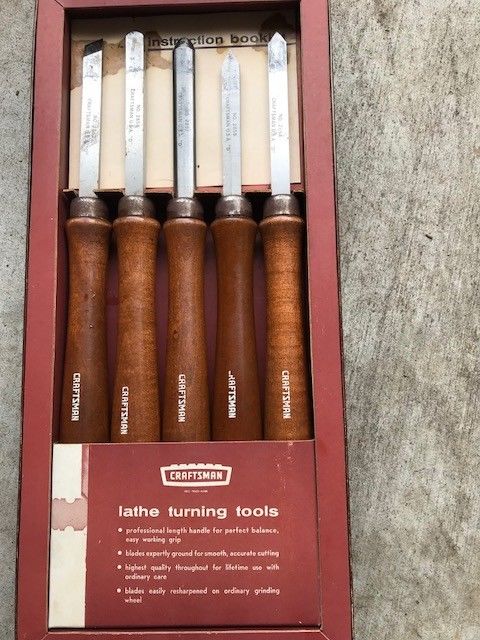 instruction book
CRAFTSMAN
CRAFTSMAN
CRAFTSMAN
CRAFTSMAN
CRAFTSMAN
CRAFTSMAN
lathe turning tools
• professional length handle for perfect balance,
easy working grip
• blades expertly ground for smooth, accurate cutting
• highest quality throughout for lifetime use with
ordinary care
• blades easily resharpened on ordinary grinding
wheel